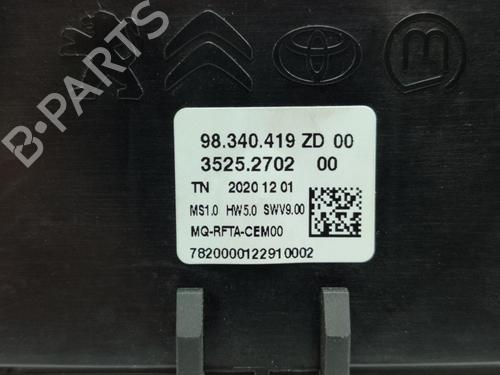 B-PARTS
98.340.419 ZD 00
3525.2702 00
TN 2020 12 01
MS1.0 HW5.0 SWV9.00
MQ-RFTA-CEM00
7820000122910002